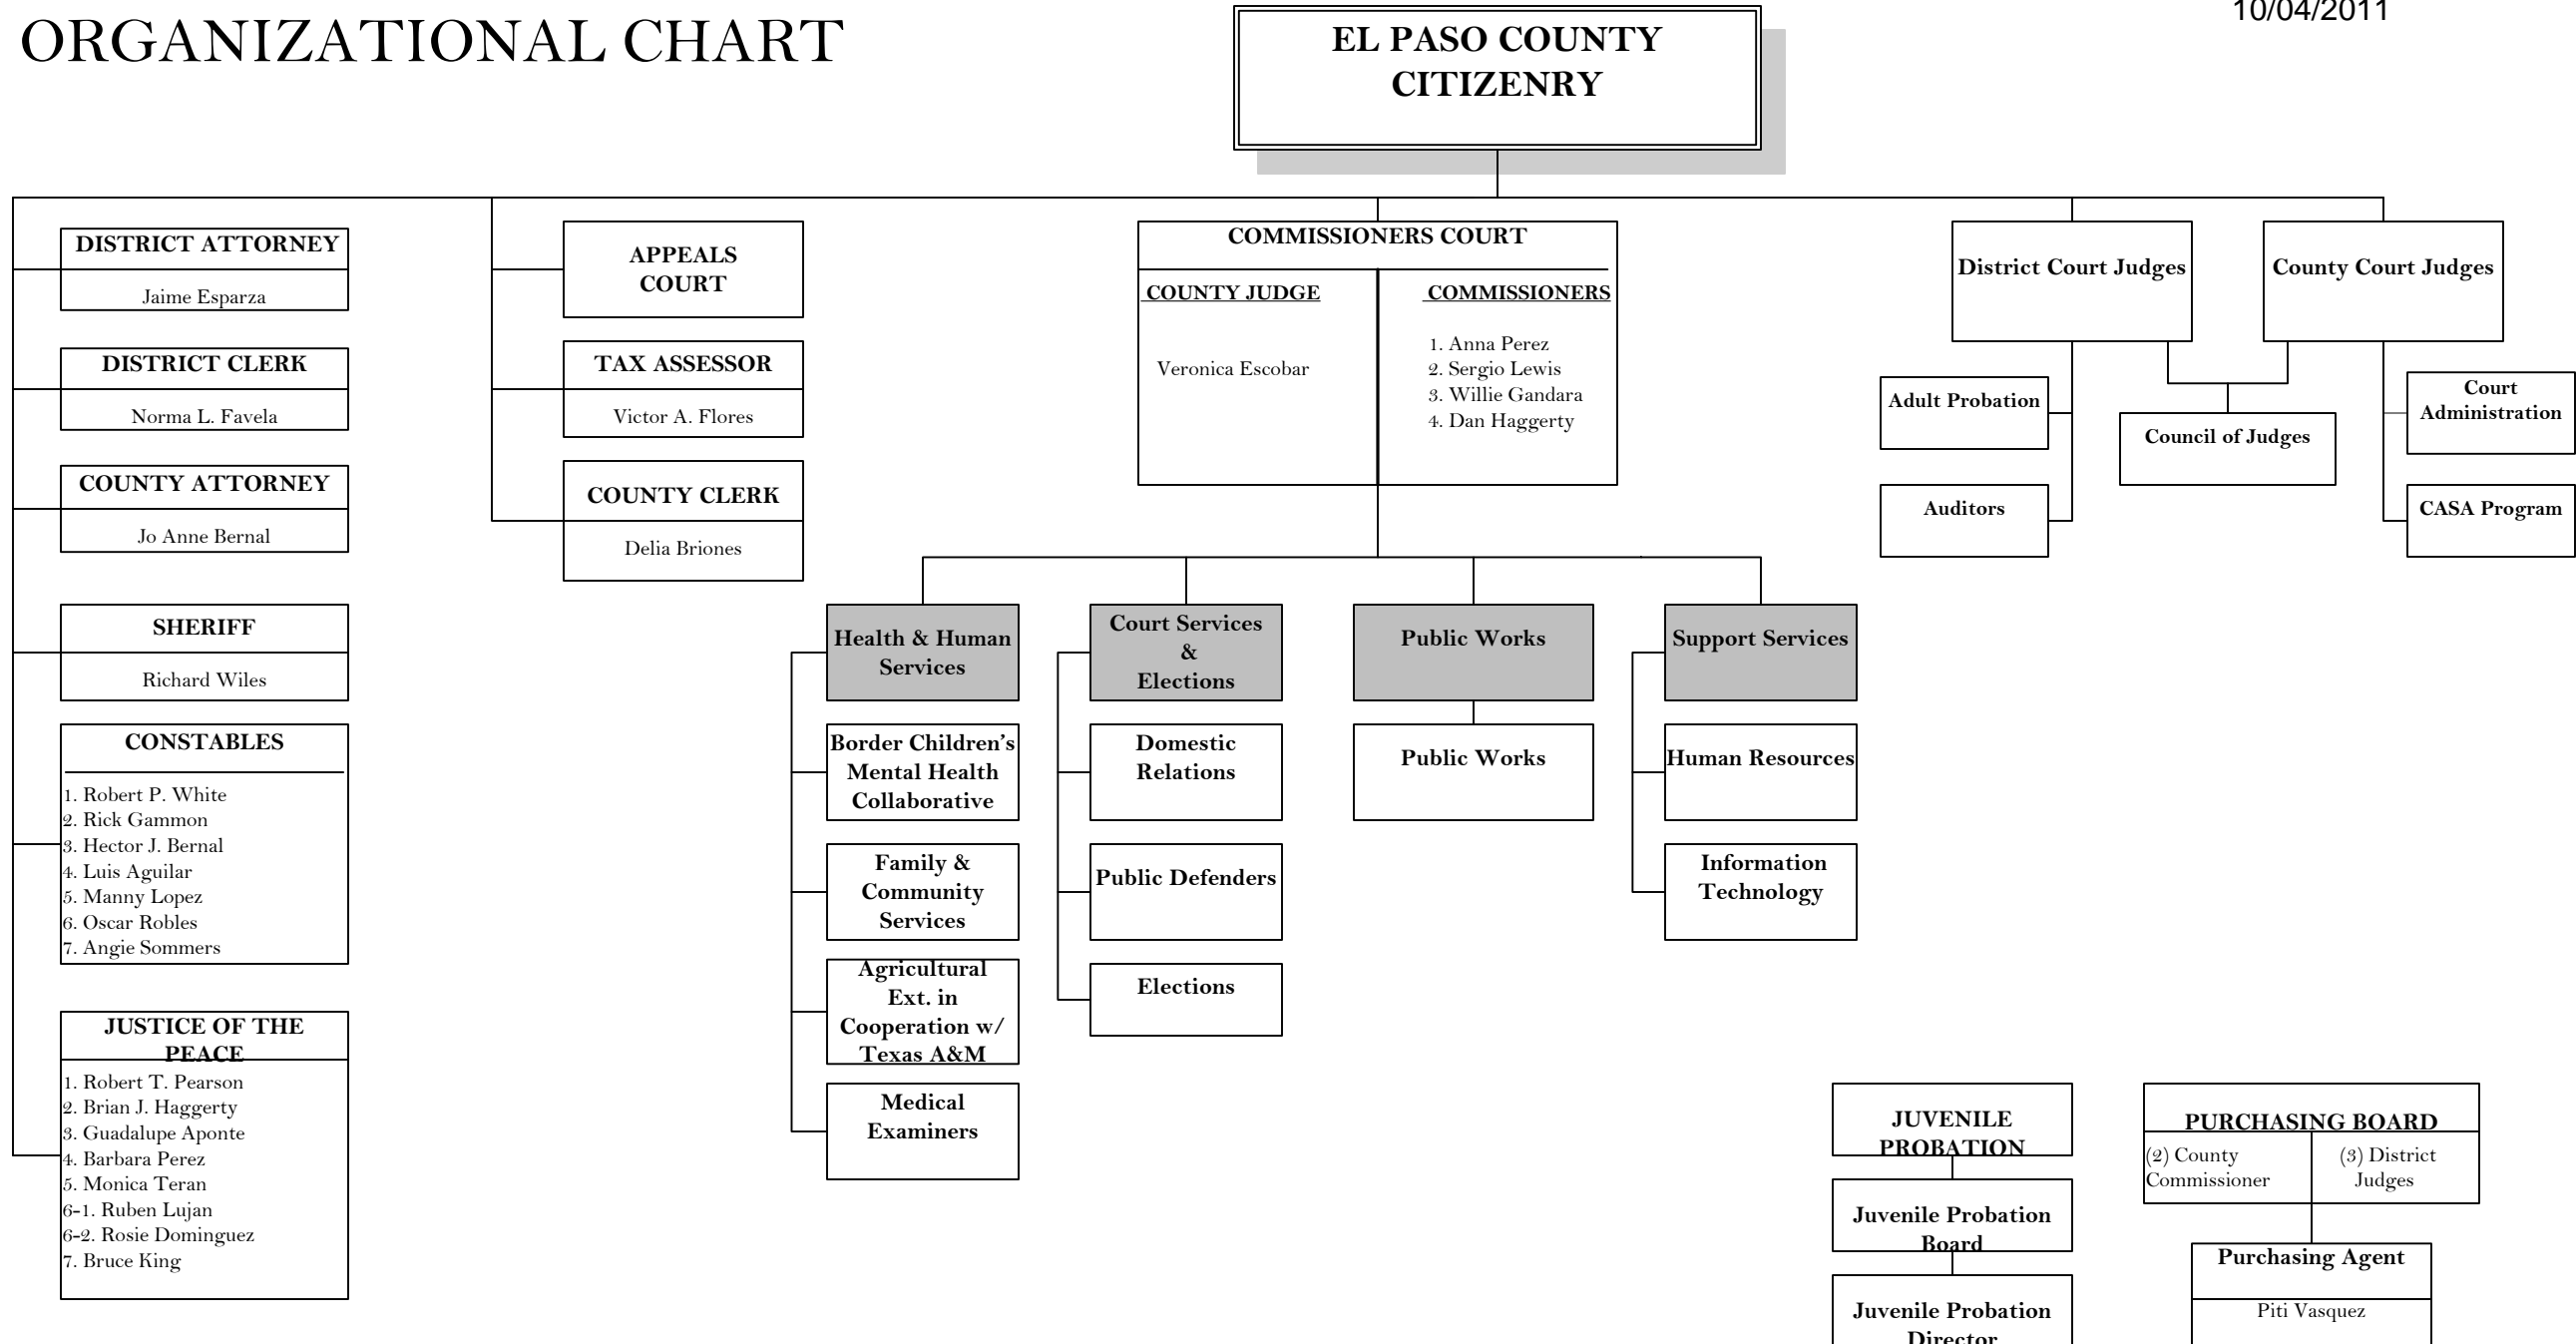 10/04/2011
ORGANIZATIONAL CHART
EL PASO COUNTY
CITIZENRY
DISTRICT ATTORNEY
Jaime Esparza
DISTRICT CLERK
Norma L. Favela
COUNTY ATTORNEY
Jo Anne Bernal
SHERIFF
Richard Wiles
CONSTABLES
1. Robert P. White
2. Rick Gammon
3. Hector J. Bernal
4. Luis Aguilar
5. Manny Lopez
6. Oscar Robles
7. Angie Sommers
JUSTICE OF THE
PEACE
1. Robert T. Pearson
2. Brian J. Haggerty
3. Guadalupe Aponte
4. Barbara Perez
5. Monica Teran
6-1. Ruben Lujan
6-2. Rosie Dominguez
7. Bruce King
APPEALS
COURT
TAX ASSESSOR
Victor A. Flores
COUNTY CLERK
Delia Briones
COMMISSIONERS COURT
COUNTY JUDGE
Veronica Escobar
COMMISSIONERS
1. Anna Perez
2. Sergio Lewis
3. Willie Gandara
4. Dan Haggerty
Health & Human
Services
Border Children’s
Mental Health
Collaborative
Family &
Community
Services
Agricultural
Ext. in
Cooperation w/
Texas A&M
Medical
Examiners
Court Services
&
Elections
Domestic
Relations
Public Defenders
Elections
Public Works
Public Works
Support Services
Human Resources
Information
Technology
District Court Judges
County Court Judges
Adult Probation
Auditors
Council of Judges
Court
Administration
CASA Program
JUVENILE
PROBATION
Juvenile Probation
Board
Juvenile Probation
Director
PURCHASING BOARD
(2) County
Commissioner
(3) District
Judges
Purchasing Agent
Piti Vasquez